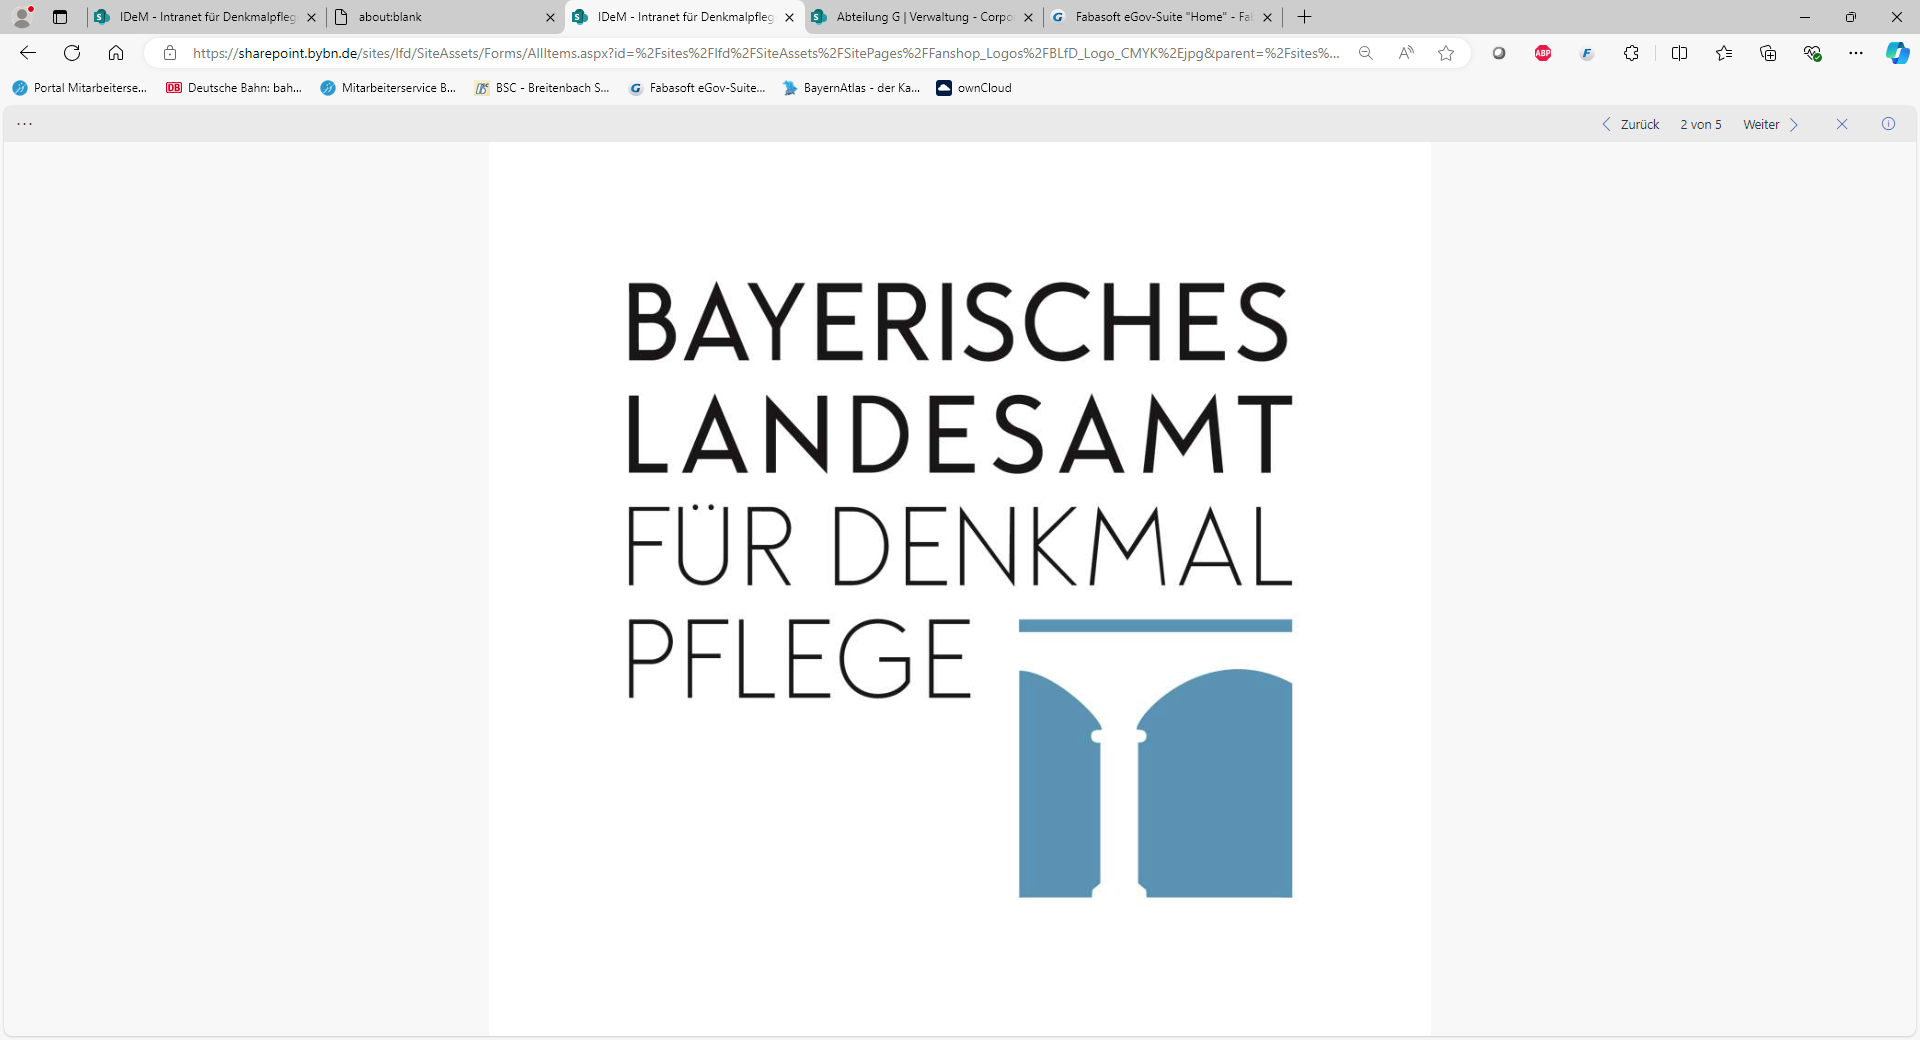 IDeM - Intranet für Denkmalpfleg
about:blank
IDeM - Intranet für Denkmalpfleg
Abteilung G | Verwaltung - Corpo
Fabasoft eGov-Suite "Home" - Fab
https://sharepoint.bybn.de/sites/lfd/SiteAssets/Forms/AllItems.aspx?id=%2Fsites%2Flfd%2FSiteAssets%2FSitePages%2FFanshop_Logos%2FBLfD_Logo_CMYK%2Ejpg&parent=%2Fsites%...
Portal Mitarbeiterse...
DB Deutsche Bahn: bah...
Mitarbeiterservice B...
BSC - Breitenbach S...
Fabasoft eGov-Suite...
BayernAtlas - der Ka...
ownCloud
Zurück 2 von 5 Weiter
BAYERISCHES
LANDESAMT
FÜR DENKMAL
PFLEGE